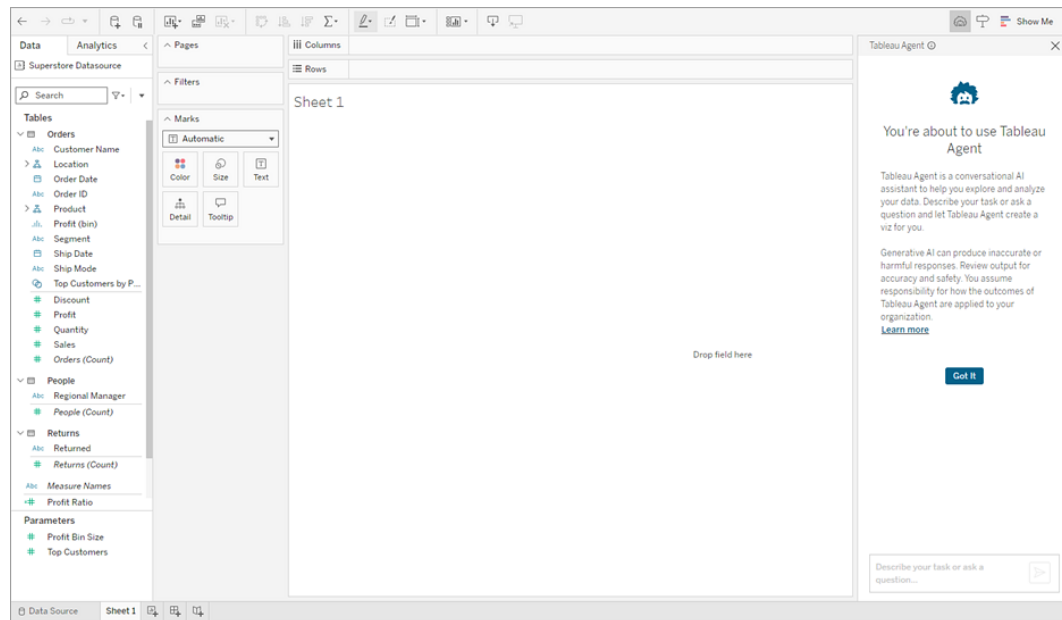 Show Me
Data
Analytics
Superstore Datasource
Search
Tables
Orders
Abc Customer Name
Location
Order Date
Abc Order ID
Product
Profit (bin)
Abc Segment
Ship Date
Abc Ship Mode
Top Customers by P...
# Discount
# Profit
# Quantity
# Sales
# Orders (Count)
People
Abc Regional Manager
# People (Count)
Returns
Abc Returned
# Returns (Count)
Abc Measure Names
# Profit Ratio
Parameters
# Profit Bin Size
# Top Customers
Pages
Filters
Marks
T Automatic
Color
Size
T
Text
Detail
Tooltip
Columns
Rows
Sheet 1
Drop field here
Tableau Agent
You're about to use Tableau
Agent
Tableau Agent is a conversational AI
assistant to help you explore and analyze
your data. Describe your task or ask a
question and let Tableau Agent create a
viz for you.
Generative AI can produce inaccurate or
harmful responses. Review output for
accuracy and safety. You assume
responsibility for how the outcomes of
Tableau Agent are applied to your
organization.
Learn more
Got It
Describe your task or ask a
question...
Data Source
Sheet 1